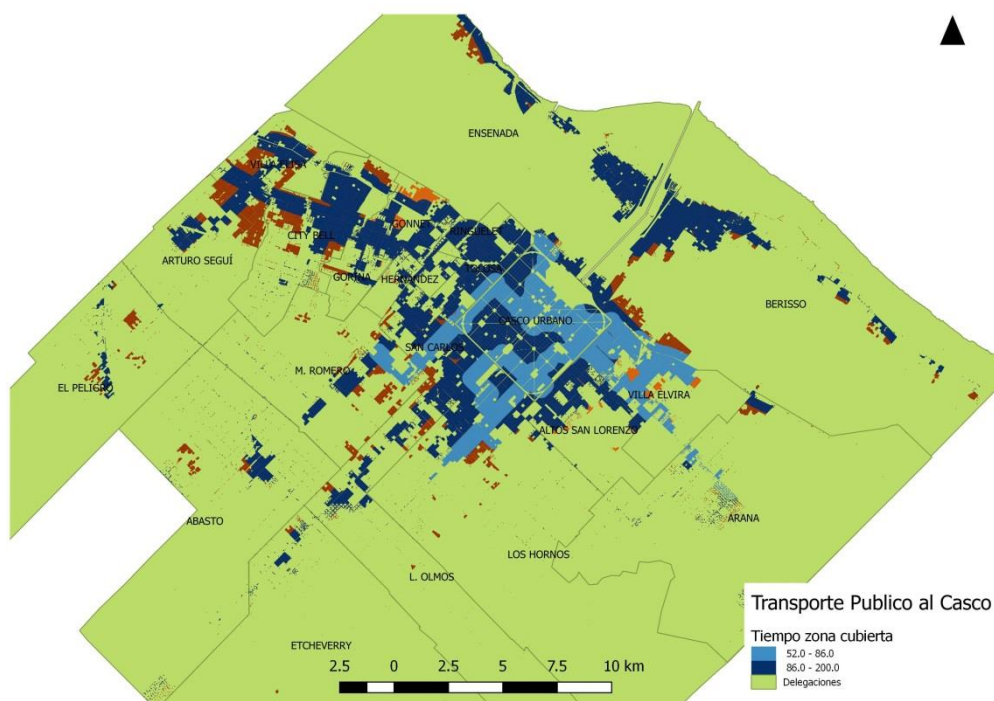 ENSENADA
VILLA ELISA
GONNET
RINGUELET
CITY BELL
ARTURO SEGUÍ
GORINA
HERNANDEZ
TOLOSA
BERISSO
CASCO URBANO
SAN CARLOS
M. ROMERO
EL PELIGRO
VILLA ELVIRA
ALTOS SAN LORENZO
ABASTO
ARANA
LOS HORNOS
L. OLMOS
ETCHEVERRY
Transporte Publico al Casco
Tiempo zona cubierta
52.0 - 86.0
86.0 - 200.0
Delegaciones
2.5 0 2.5 5 7.5 10 km